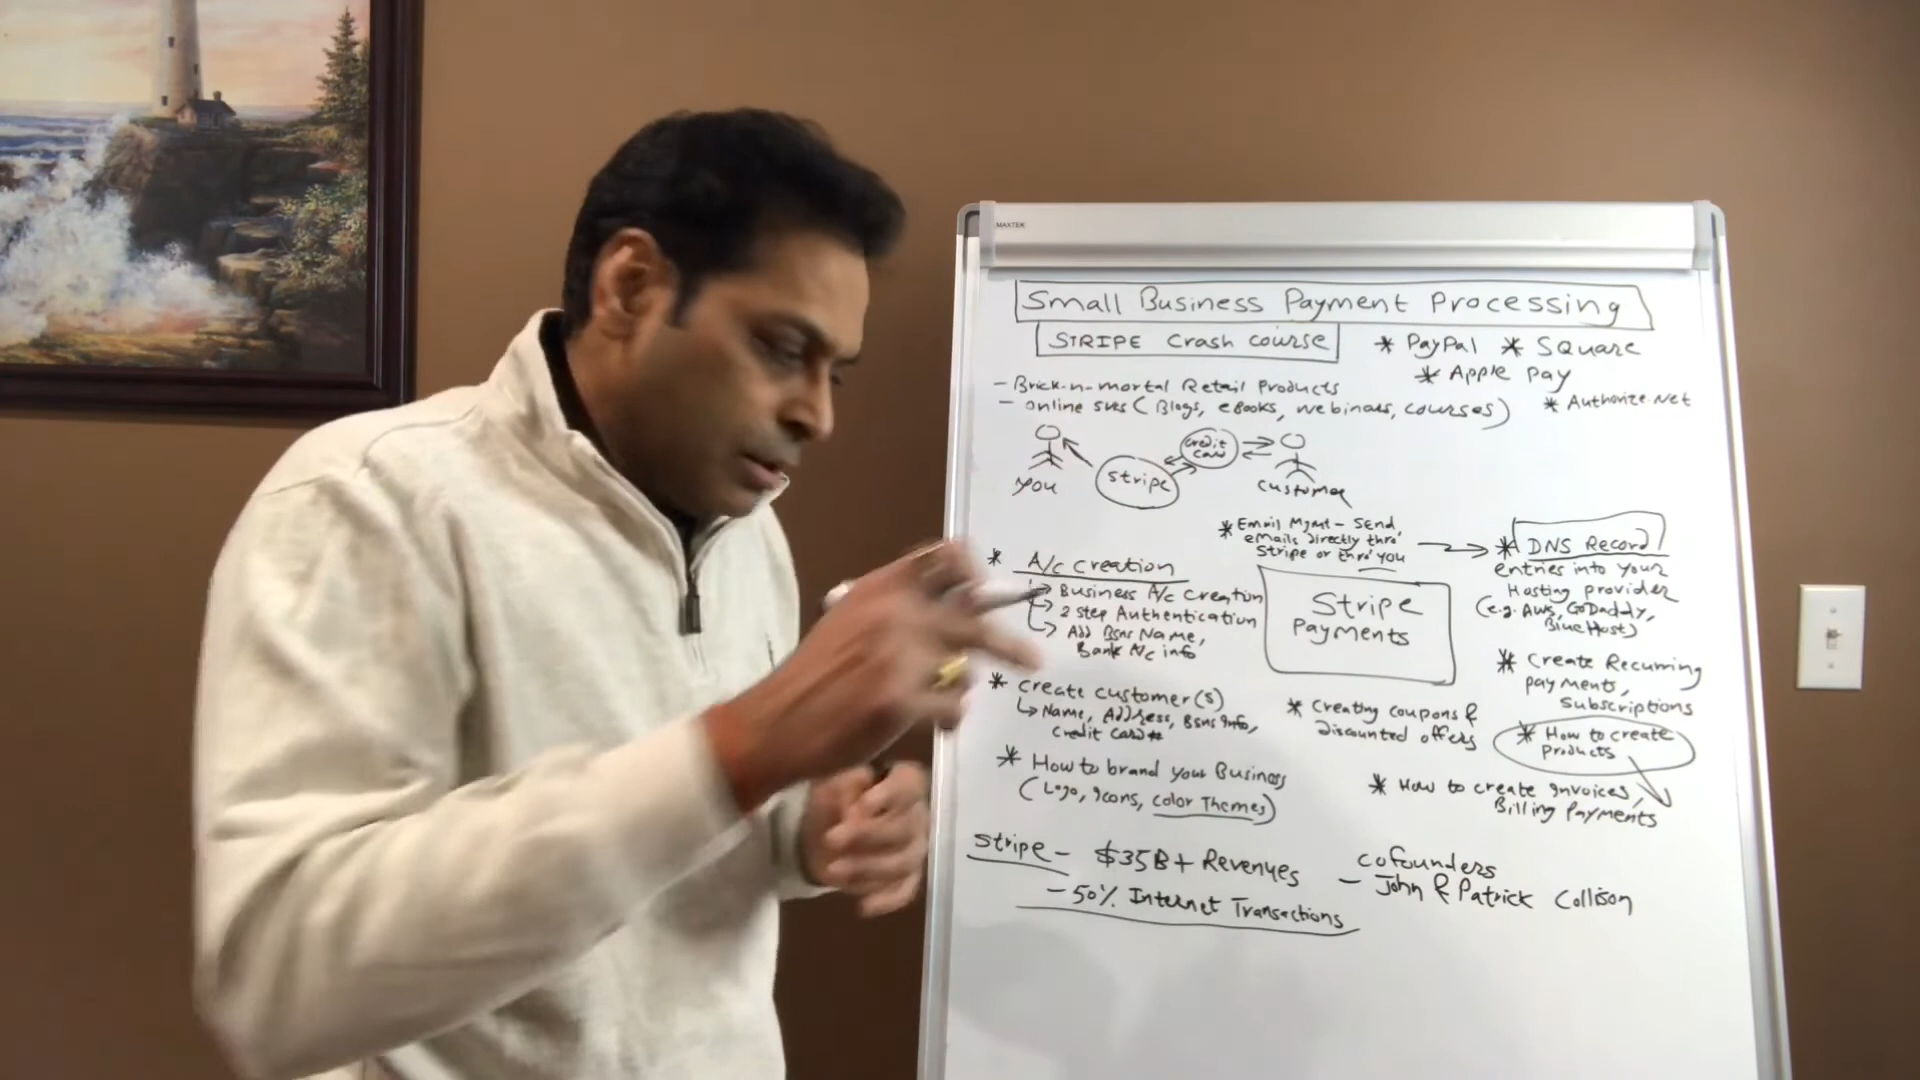 MAXTEK
Small Business Payment Processing
STRIPE Crash course
* PayPal * Square
* Apple Pay
* Authorize.net
- Brick-n-mortal Retail Products
- online svs (Blogs, eBooks, webinars, courses)
You
Stripe
credit
card
customer
* Email Mgmt - Send
emails directly thro'
Stripe or thro' you
* DNS Record
entries into your
Hosting provider
(e.g. AWS, GoDaddy,
BlueHost)
* A/c creation
Business A/c Creation
2 Step Authentication
Add Bsns Name,
Bank A/c info
Stripe
Payments
* Create Recurring
payments,
Subscriptions
* create customer(s)
Name, Address, Bsns info,
credit card#
* Creating coupons &
discounted offers
* How to create
products
* How to brand your Business
(Logo, icons, color Themes)
* How to create invoices,
Billing Payments
Stripe - $35B+ Revenues
- 50% Internet Transactions
cofounders
- John & Patrick Collison